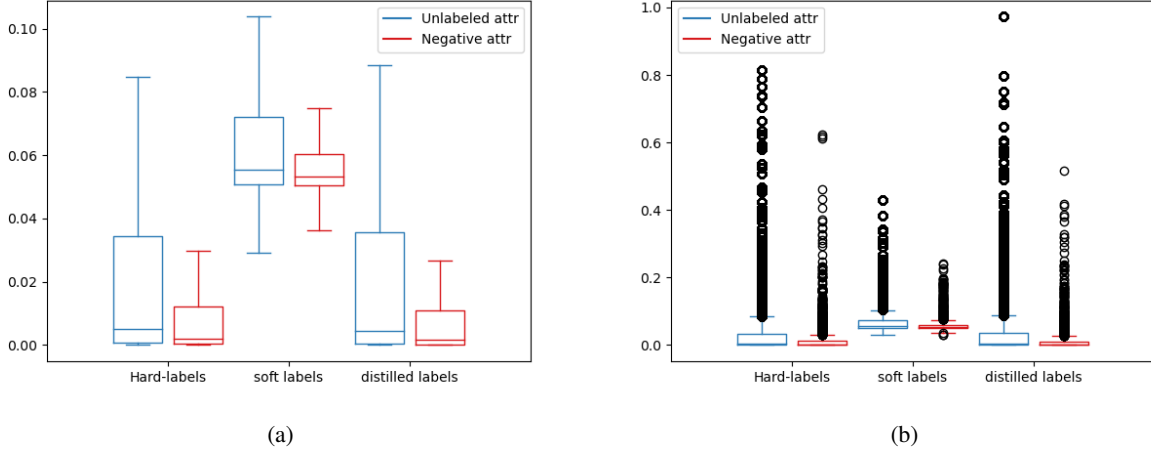 0.10
0.08
0.06
0.04
0.02
0.00
Unlabeled attr
Negative attr
Hard-labels soft labels distilled labels
(a)
1.0
0.8
0.6
0.4
0.2
0.0
Unlabeled attr
Negative attr
Hard-labels soft labels distilled labels
(b)